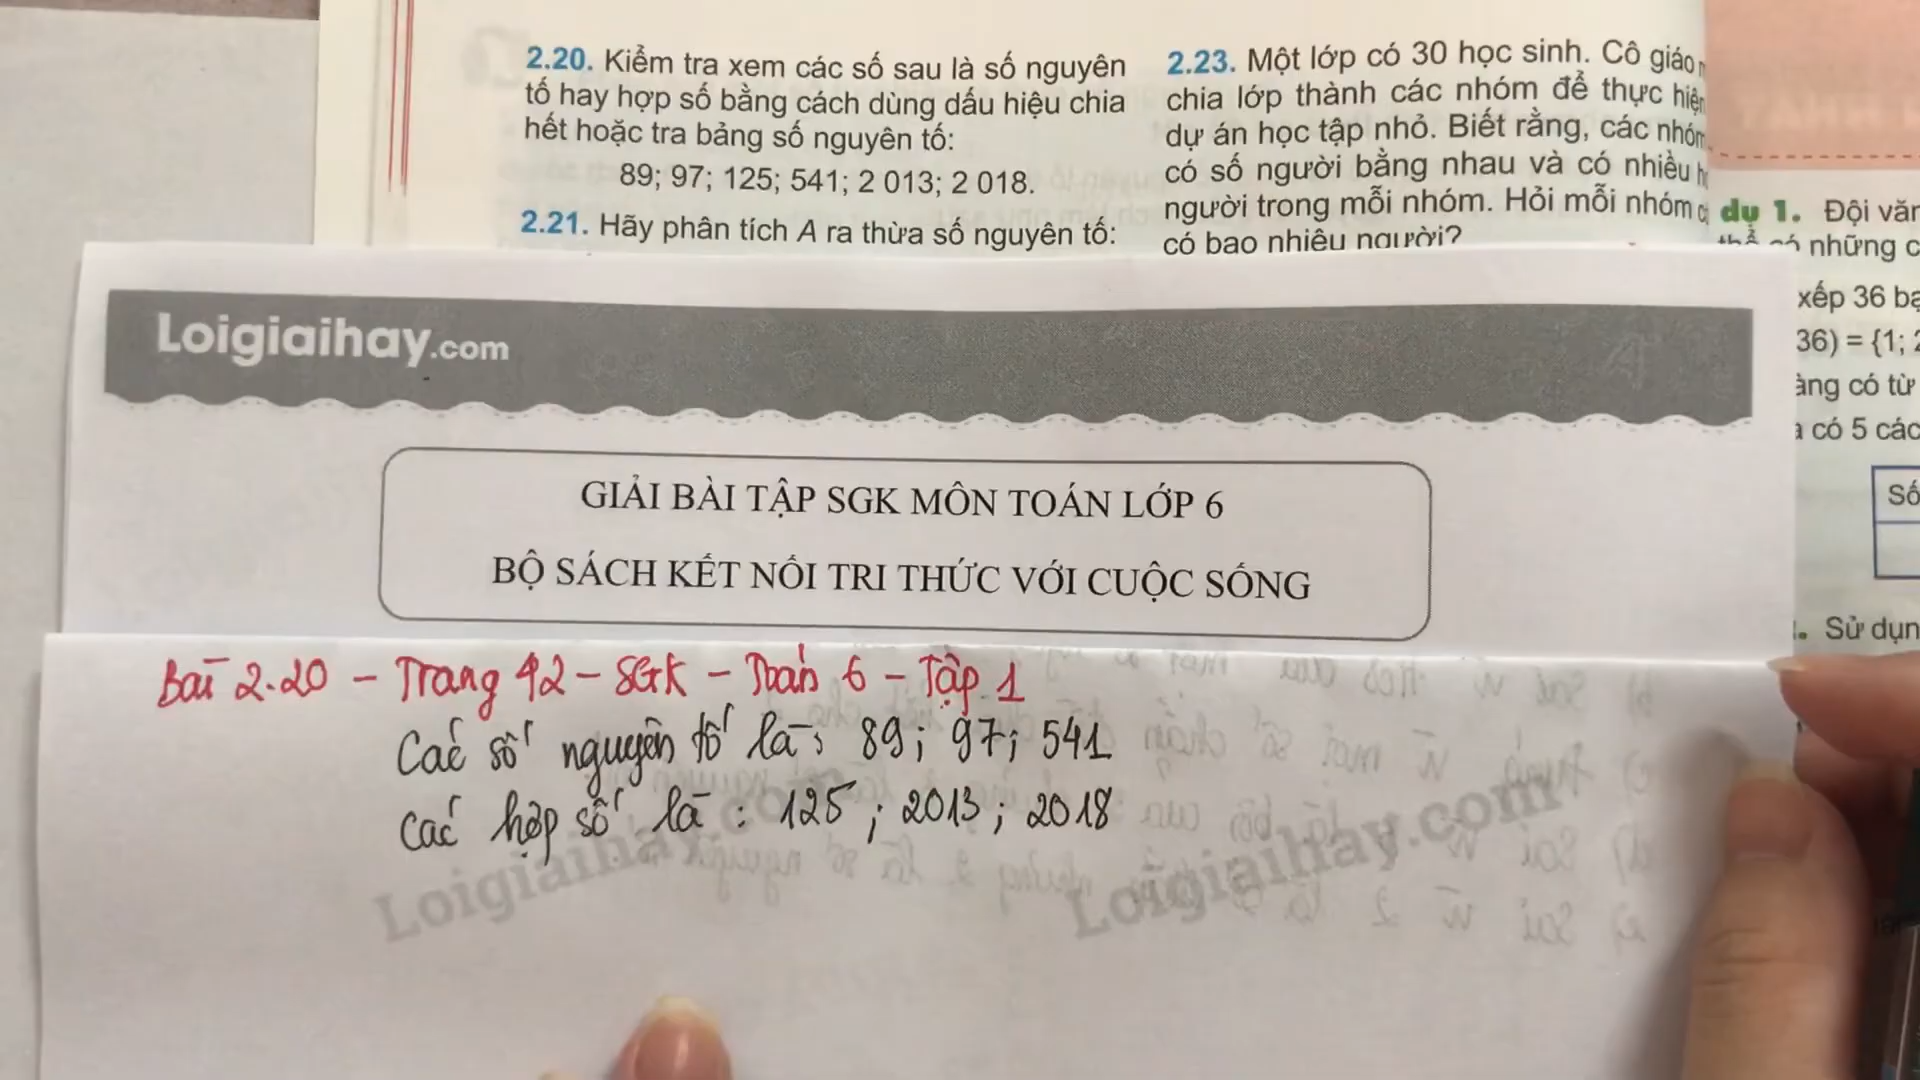 2.20. Kiểm tra xem các số sau là số nguyên
tố hay hợp số bằng cách dùng dấu hiệu chia
hết hoặc tra bảng số nguyên tố:
89; 97; 125; 541; 2 013; 2 018.
2.21. Hãy phân tích A ra thừa số nguyên tố:
2.23. Một lớp có 30 học sinh. Cô giáo
chia lớp thành các nhóm để thực hiện
dự án học tập nhỏ. Biết rằng, các nhóm
có số người bằng nhau và có nhiều
người trong mỗi nhóm. Hỏi mỗi nhóm
có bao nhiêu người?
dụ 1. Đội văn
thể có những c
xếp 36 bạ
36) = {1; 2
àng có từ
a có 5 các
Số
Sử dụn
Loigiaihay.com
GIẢI BÀI TẬP SGK MÔN TOÁN LỚP 6
BỘ SÁCH KẾT NỐI TRI THỨC VỚI CUỘC SỐNG
Bài 2.20 - Trang 42 - SGK - Toán 6 - Tập 1
Các số nguyên tố là: 89; 97; 541
Các hợp số là: 125; 2013; 2018
Loigiaihay.com
Loigiaihay.com